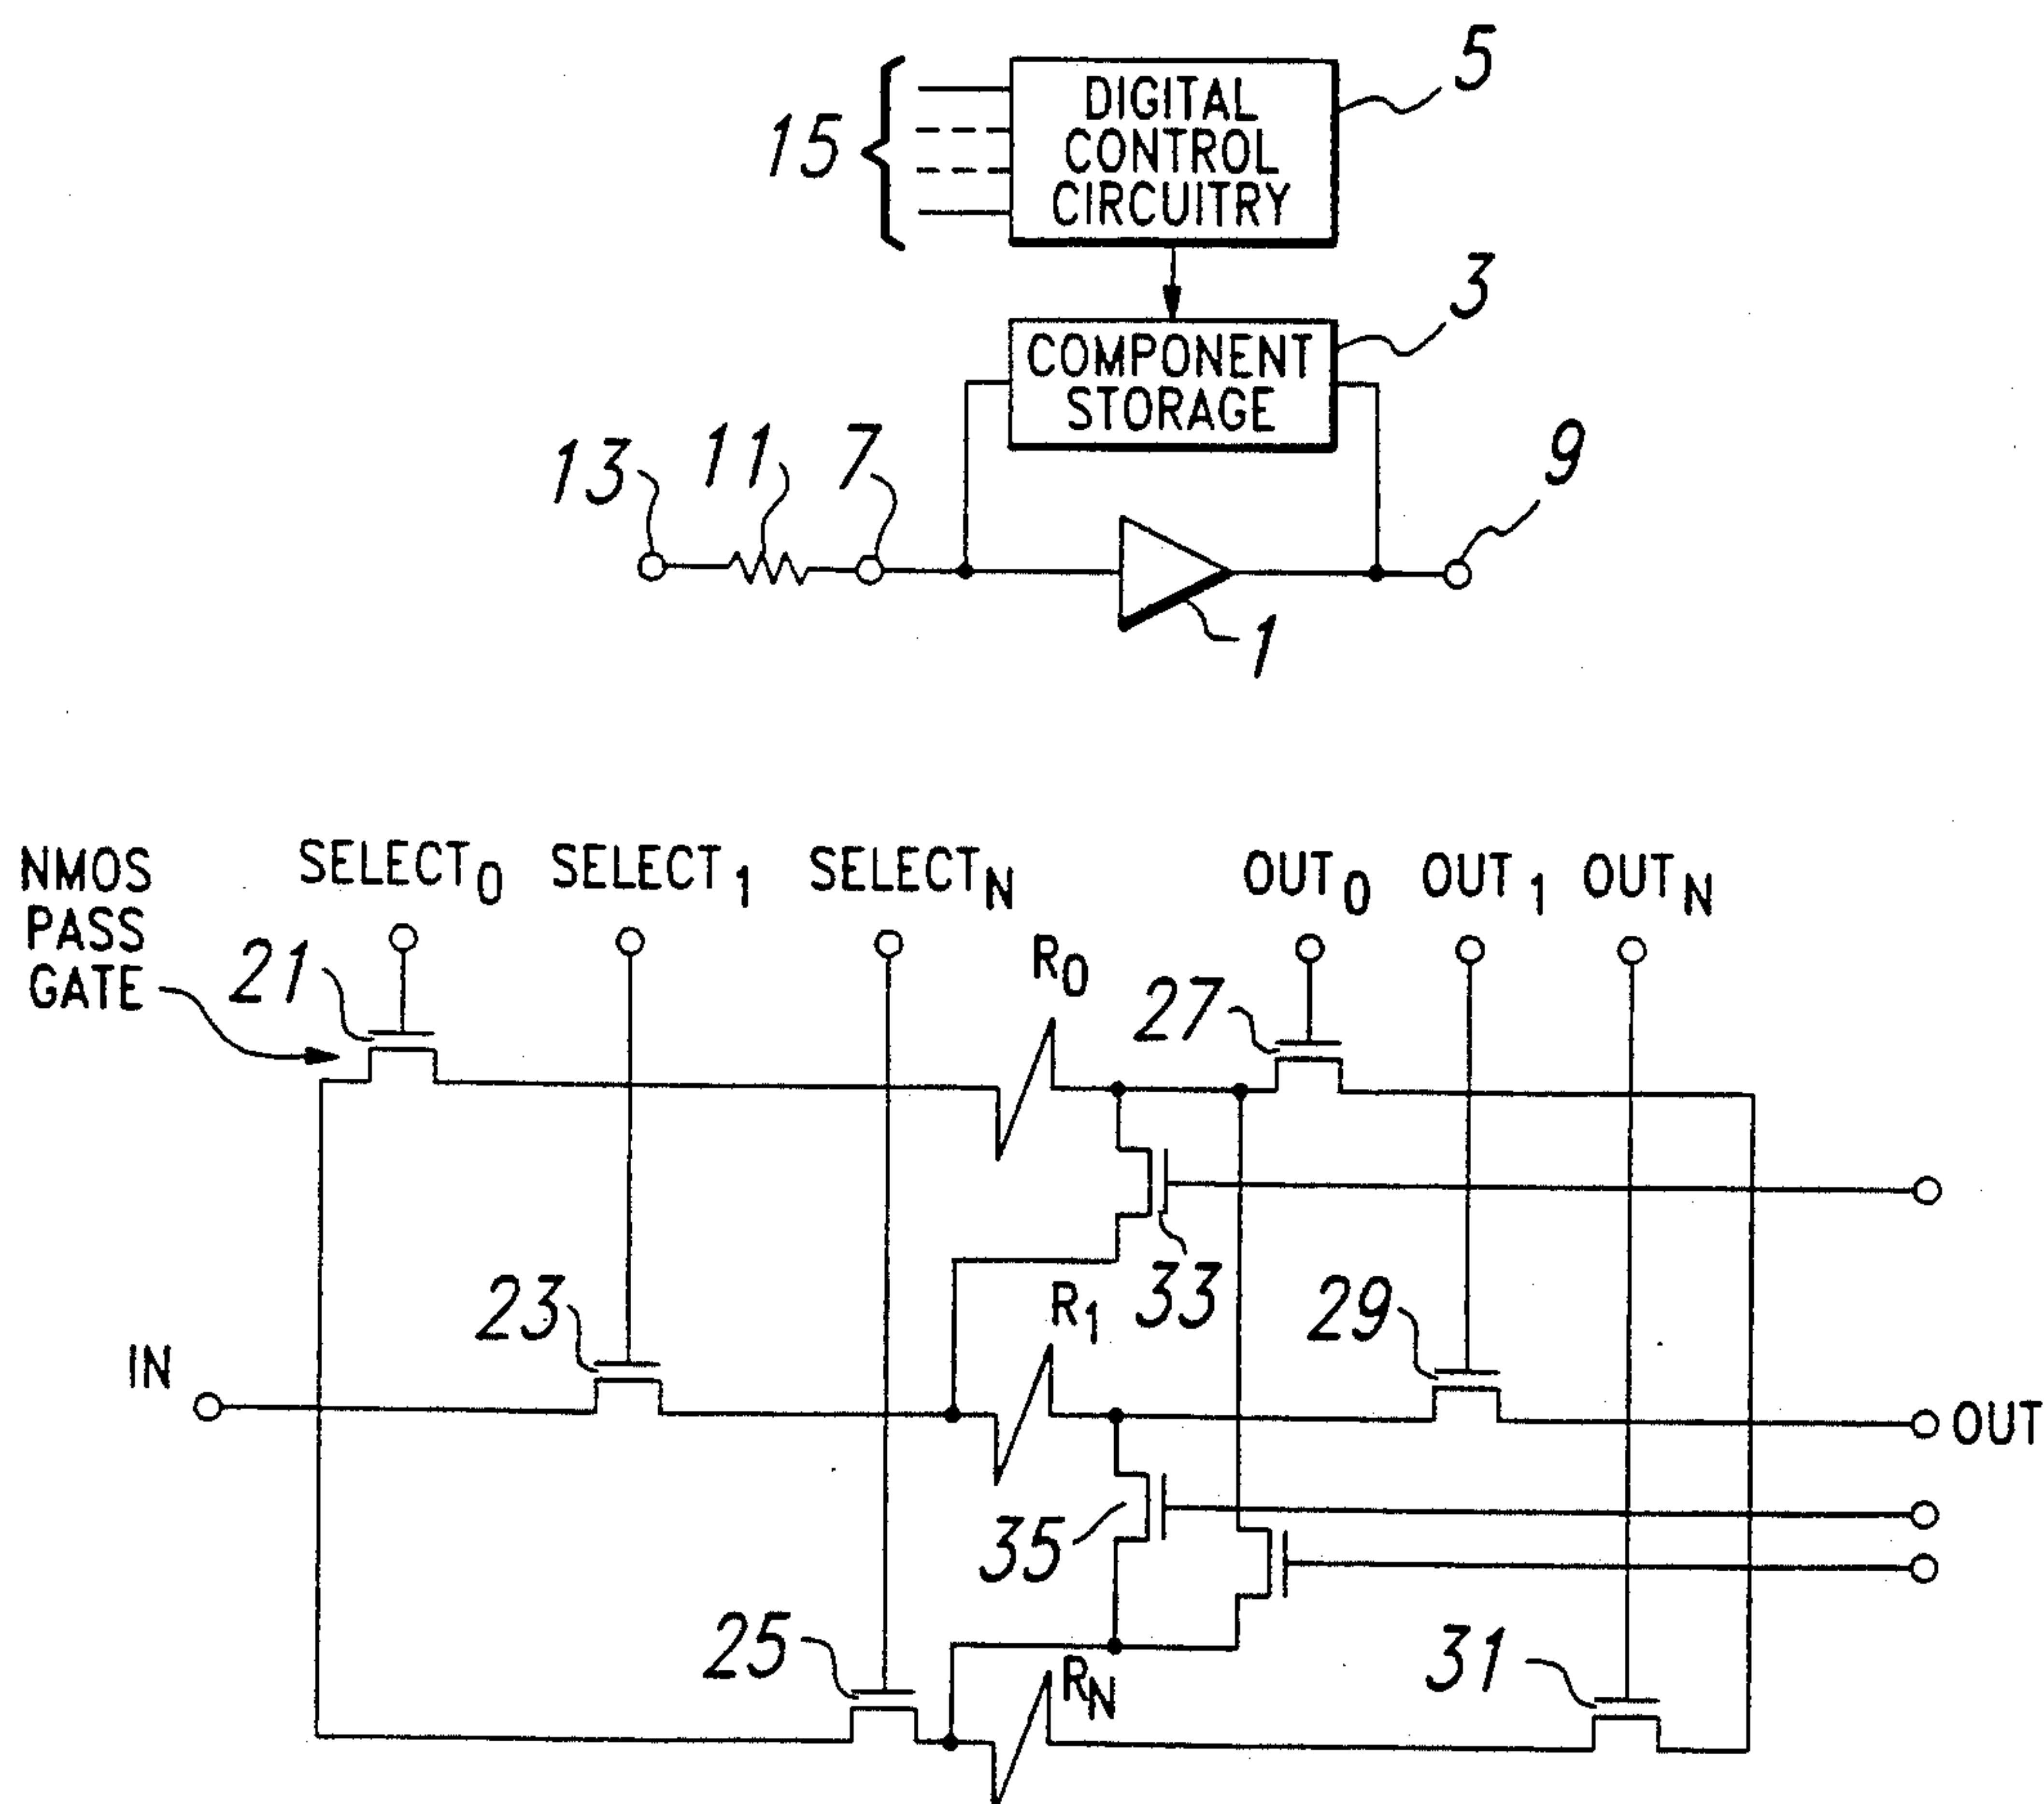 5
15
DIGITAL
CONTROL
CIRCUITRY
3
COMPONENT
STORAGE
13
11
7
9
1
NMOS
PASS
GATE
SELECT0
SELECT1
SELECTN
OUT0
OUT1
OUTN
21
R0
27
23
R1
33
29
IN
OUT
35
25
RN
31